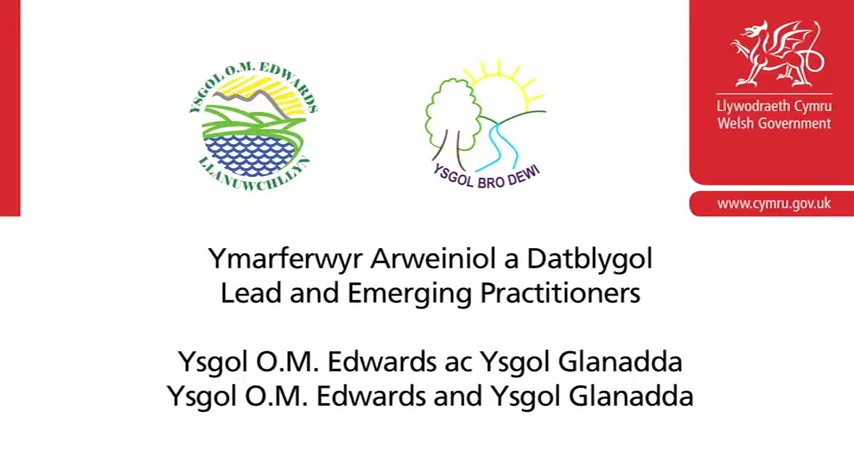 YSGOL O.M. EDWARDS
LLANUWCHLLYN
YSGOL BRO DEWI
Llywodraeth Cymru
Welsh Government
www.cymru.gov.uk
Ymarferwyr Arweiniol a Datblygol
Lead and Emerging Practitioners
Ysgol O.M. Edwards ac Ysgol Glanadda
Ysgol O.M. Edwards and Ysgol Glanadda